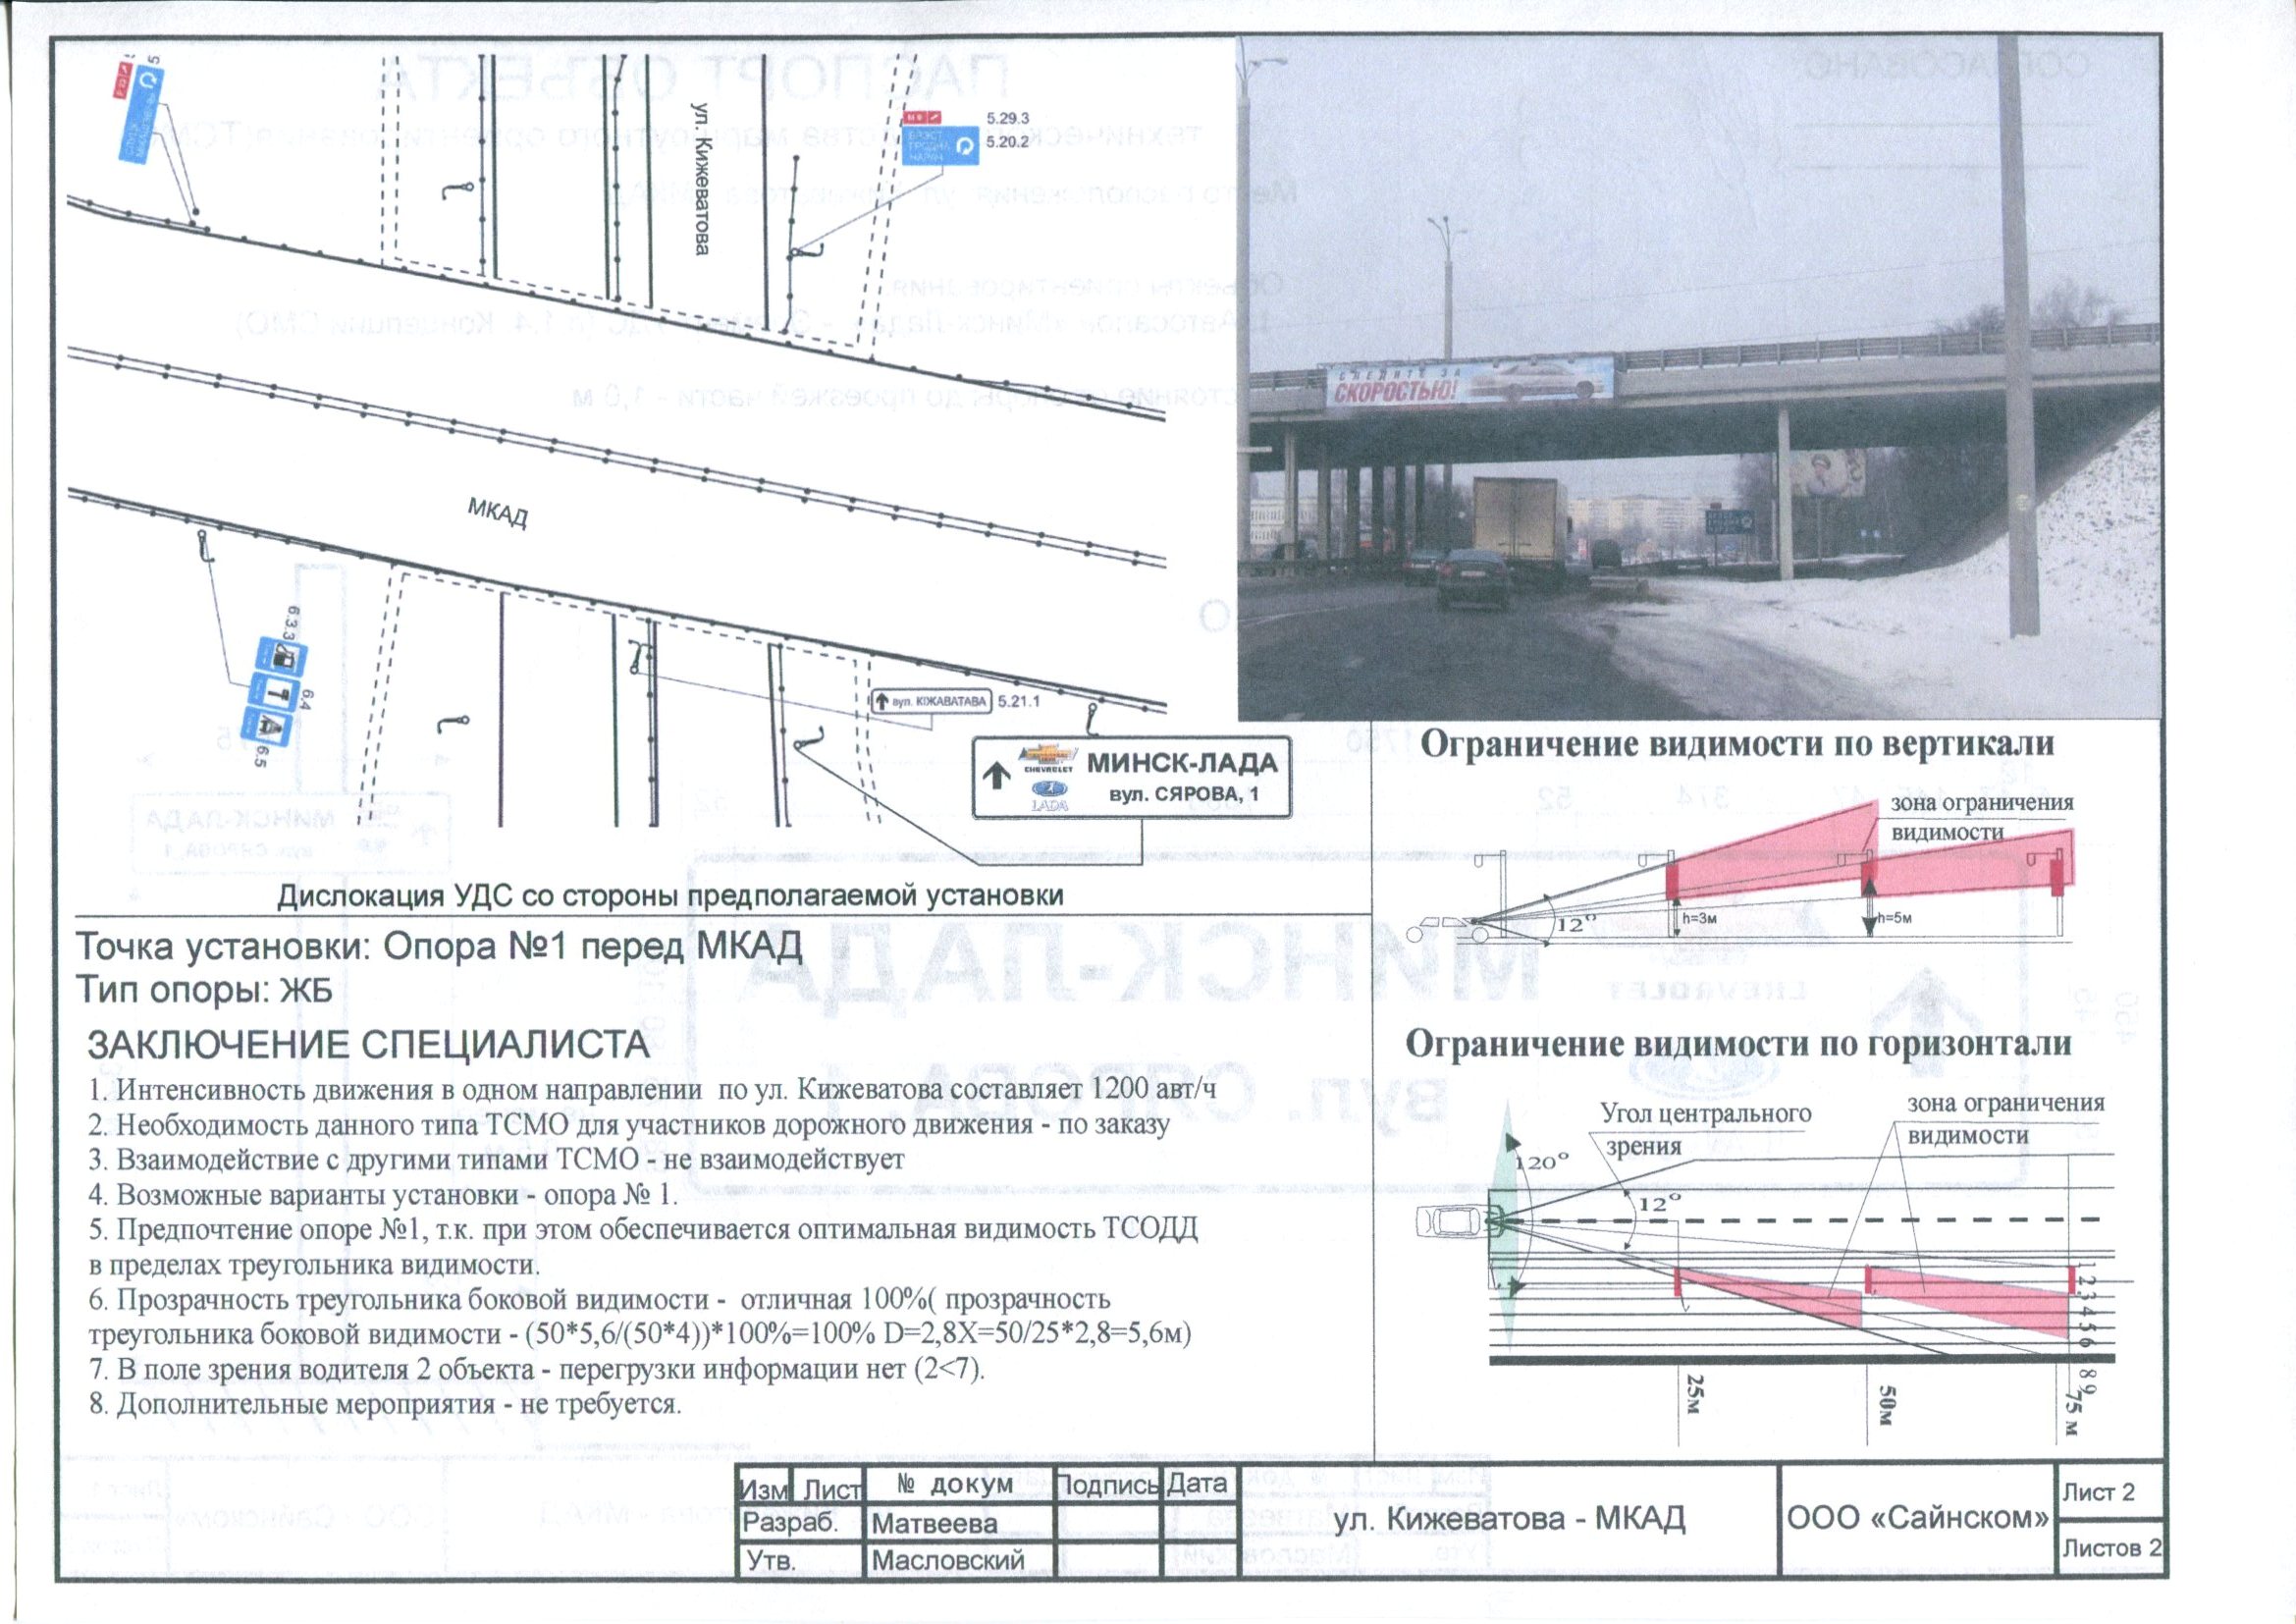 5.29.3
5.20.2
ул. Кижеватова
М 9
МКАД
6.3.3
6.4
6.5
вул. КІЖАВАТАВА 5.21.1
CHEVROLET
LADA
МИНСК-ЛАДА
вул. СЯРОВА, 1
Дислокация УДС со стороны предполагаемой установки
СЛЕДИТЕ ЗА
СКОРОСТЬЮ!
Точка установки: Опора №1 перед МКАД
Тип опоры: ЖБ
ЗАКЛЮЧЕНИЕ СПЕЦИАЛИСТА
1. Интенсивность движения в одном направлении по ул. Кижеватова составляет 1200 авт/ч
2. Необходимость данного типа ТСМО для участников дорожного движения - по заказу
3. Взаимодействие с другими типами ТСМО - не взаимодействует
4. Возможные варианты установки - опора № 1.
5. Предпочтение опоре №1, т.к. при этом обеспечивается оптимальная видимость ТСОДД
в пределах треугольника видимости.
6. Прозрачность треугольника боковой видимости - отличная 100%( прозрачность
треугольника боковой видимости - (50*5,6/(50*4))*100%=100% D=2,8X=50/25*2,8=5,6м)
7. В поле зрения водителя 2 объекта - перегрузки информации нет (2<7).
8. Дополнительные мероприятия - не требуется.
Ограничение видимости по вертикали
зона ограничения
видимости
12°
h=3м
h=5м
Ограничение видимости по горизонтали
Угол центрального
зрения
зона ограничения
видимости
120°
12°
25м
50м
75 м
Изм Лист № докум Подпись Дата
Разраб. Матвеева
Утв. Масловский
ул. Кижеватова - МКАД
ООО «Сайнском»
Лист 2
Листов 2